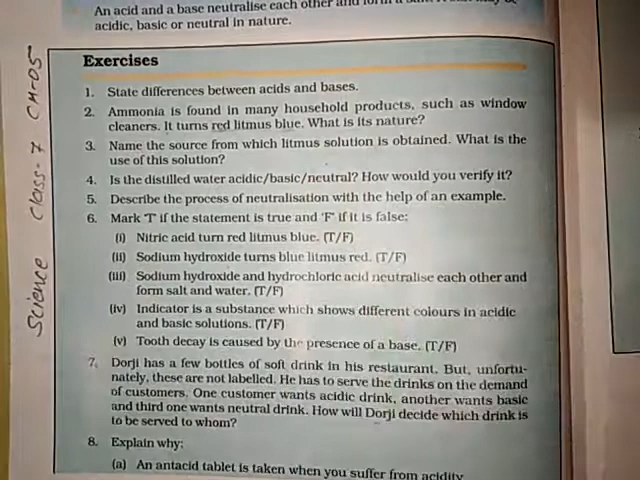 An acid and a base neutralise each other and form a
acidic, basic or neutral in nature.
Science Class-7 CH-05
Exercises
1. State differences between acids and bases.
2. Ammonia is found in many household products, such as window
cleaners. It turns red litmus blue. What is its nature?
3. Name the source from which litmus solution is obtained. What is the
use of this solution?
4. Is the distilled water acidic/basic/neutral? How would you verify it?
5. Describe the process of neutralisation with the help of an example.
6. Mark 'T' if the statement is true and 'F' if it is false:
(i) Nitric acid turn red litmus blue. (T/F)
(ii) Sodium hydroxide turns blue litmus red. (T/F)
(iii) Sodium hydroxide and hydrochloric acid neutralise each other and
form salt and water. (T/F)
(iv) Indicator is a substance which shows different colours in acidic
and basic solutions. (T/F)
(v) Tooth decay is caused by the presence of a base. (T/F)
7. Dorji has a few bottles of soft drink in his restaurant. But, unfortu-
nately, these are not labelled. He has to serve the drinks on the demand
of customers. One customer wants acidic drink, another wants basic
and third one wants neutral drink. How will Dorji decide which drink is
to be served to whom?
8. Explain why:
(a) An antacid tablet is taken when you suffer from acidity